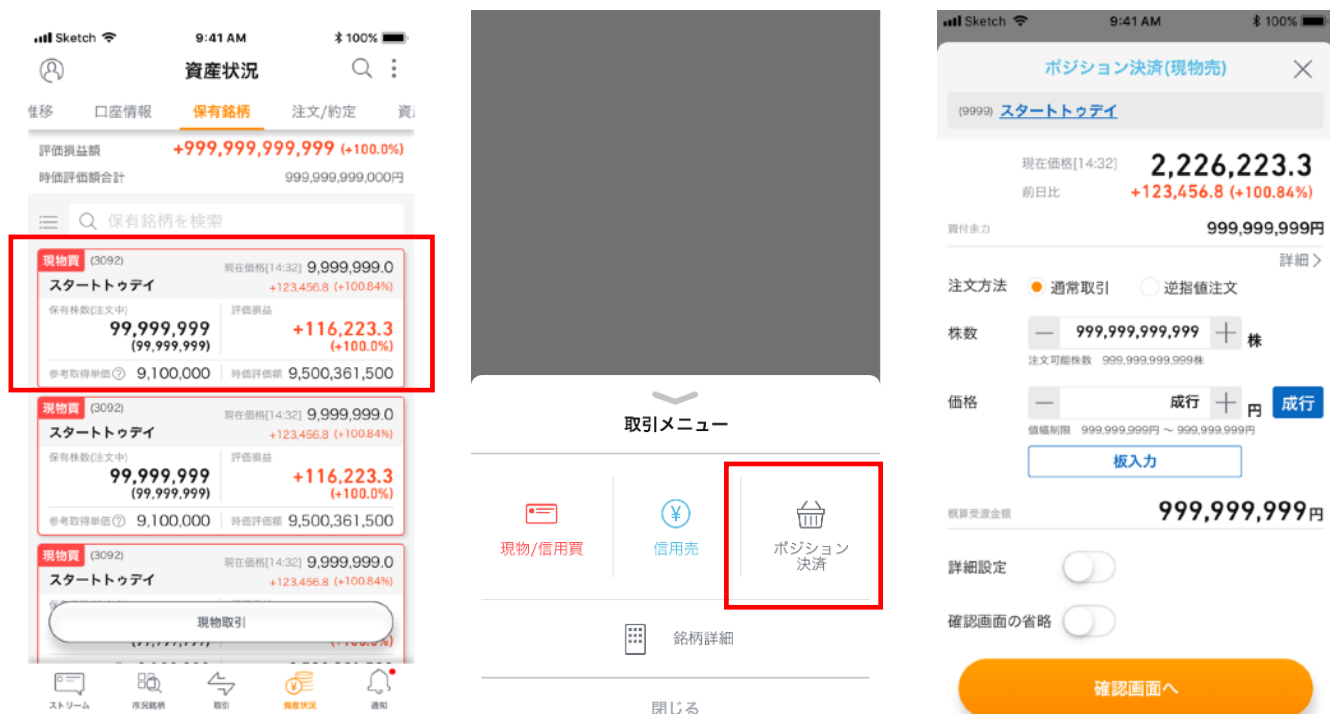 Sketch 9:41 AM 100%
資産状況
推移 口座情報 保有銘柄 注文/約定 資
評価損益額 +999,999,999,999 (+100.0%)
時価評価額合計 999,999,999,000円
保有銘柄を検索
現物買 (3092) 現在価格[14:32] 9,999,999.0
スタートトゥデイ +123,456.8 (+100.84%)
保有株数(注文中) 評価損益
99,999,999 +116,223.3
(99,999,999) (+100.0%)
参考取得単価? 9,100,000 時価評価額 9,500,361,500
現物買 (3092) 現在価格[14:32] 9,999,999.0
スタートトゥデイ +123,456.8 (+100.84%)
保有株数(注文中) 評価損益
99,999,999 +116,223.3
(99,999,999) (+100.0%)
参考取得単価? 9,100,000 時価評価額 9,500,361,500
現物買 (3092) 現在価格[14:32] 9,999,999.0
スタートトゥデイ +123,456.8 (+100.84%)
現物取引
ストリーム 市況銘柄 取引 資産状況 通知
取引メニュー
現物/信用買 信用売 ポジション
決済
銘柄詳細
閉じる
Sketch 9:41 AM 100%
ポジション決済(現物売)
(9999) スタートトゥデイ
現在価格[14:32] 2,226,223.3
前日比 +123,456.8 (+100.84%)
買付余力 999,999,999円
詳細
注文方法 通常取引 逆指値注文
株数 999,999,999,999 株
注文可能株数 999,999,999,999株
価格 成行 円 成行
値幅制限 999,999,999円 ～ 999,999,999円
板入力
概算受渡金額 999,999,999円
詳細設定
確認画面の省略
確認画面へ